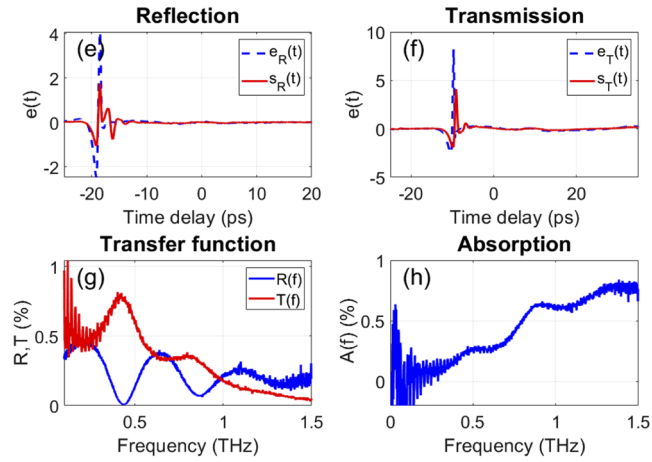 Reflection
(e)
e_R(t)
s_R(t)
e(t)
4
2
0
-2
-20
-10
0
10
20
Time delay (ps)
Transmission
(f)
e_T(t)
s_T(t)
e(t)
10
5
0
-5
-20
0
20
Time delay (ps)
Transfer function
(g)
R(f)
T(f)
R,T (%)
1
0.5
0
0.5
1
1.5
Frequency (THz)
Absorption
(h)
A(f) (%)
1
0.5
0
0
0.5
1
1.5
Frequency (THz)